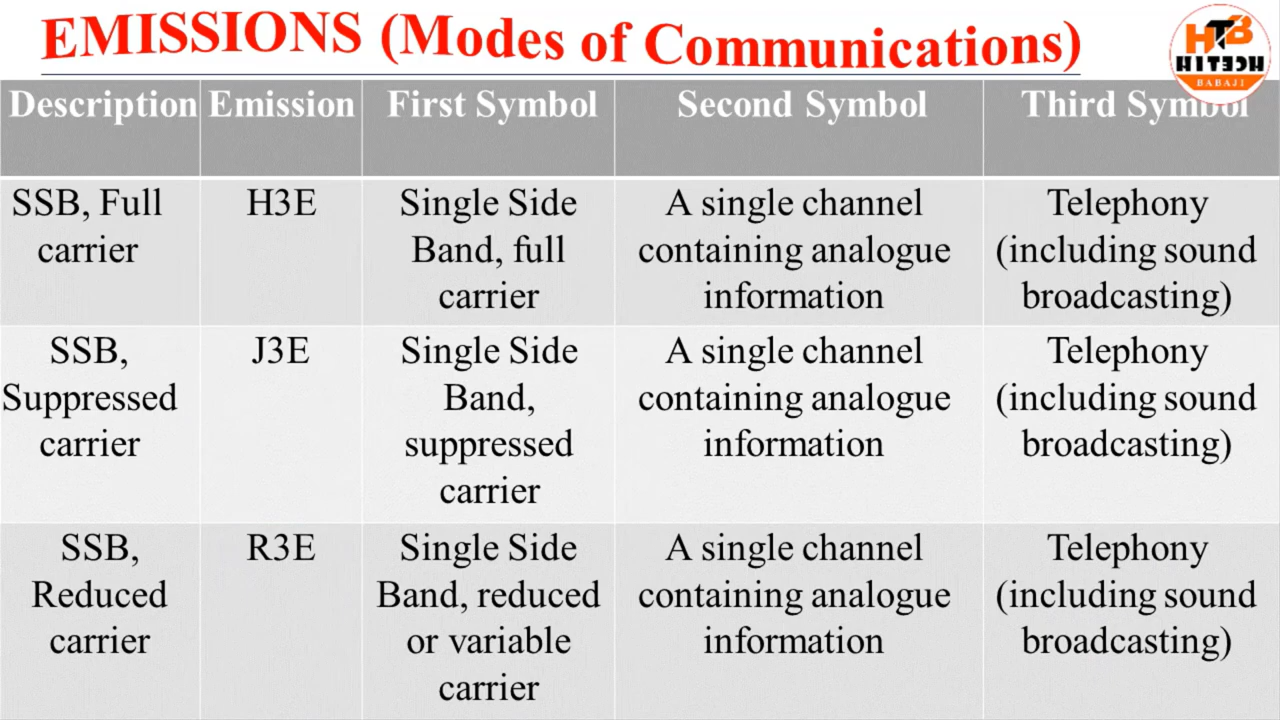 EMISSIONS (Modes of Communications)
HTB
HITECH
BABAJI
Description Emission First Symbol Second Symbol Third Symbol
SSB, Full H3E Single Side A single channel Telephony
carrier Band, full containing analogue (including sound
carrier information broadcasting)
SSB, J3E Single Side A single channel Telephony
Suppressed Band, containing analogue (including sound
carrier suppressed information broadcasting)
carrier
SSB, R3E Single Side A single channel Telephony
Reduced Band, reduced containing analogue (including sound
carrier or variable information broadcasting)
carrier